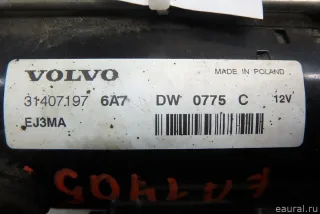 VOLVO
MADE IN POLAND
31407197 6A7 DW 0775 C 12V
EJ3MA
eaural.ru